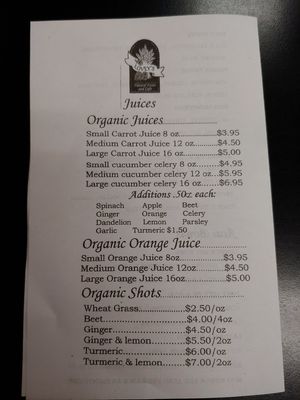 Juices
Organic Juices
Small Carrot Juice 8 oz.............$3.95
Medium Carrot Juice 12 oz........$4.50
Large Carrot Juice 16 oz...........$5.00
Small cucumber celery 8 oz.......$4.95
Medium cucumber celery 12 oz...$5.95
Large cucumber celery 16 oz......$6.95
Additions .50¢ each:
Spinach Apple Beet
Ginger Orange Celery
Dandelion Lemon Parsley
Garlic Turmeric $1.50
Organic Orange Juice
Small Orange Juice 8oz..............$3.95
Medium Orange Juice 12oz.........$4.50
Large Orange Juice 16oz............$5.00
Organic Shots
Wheat Grass..................$2.50/oz
Beet...........................$4.00/4oz
Ginger.........................$4.50/oz
Ginger & lemon............$5.50/2oz
Turmeric......................$6.00/oz
Turmeric & lemon........$7.00/2oz